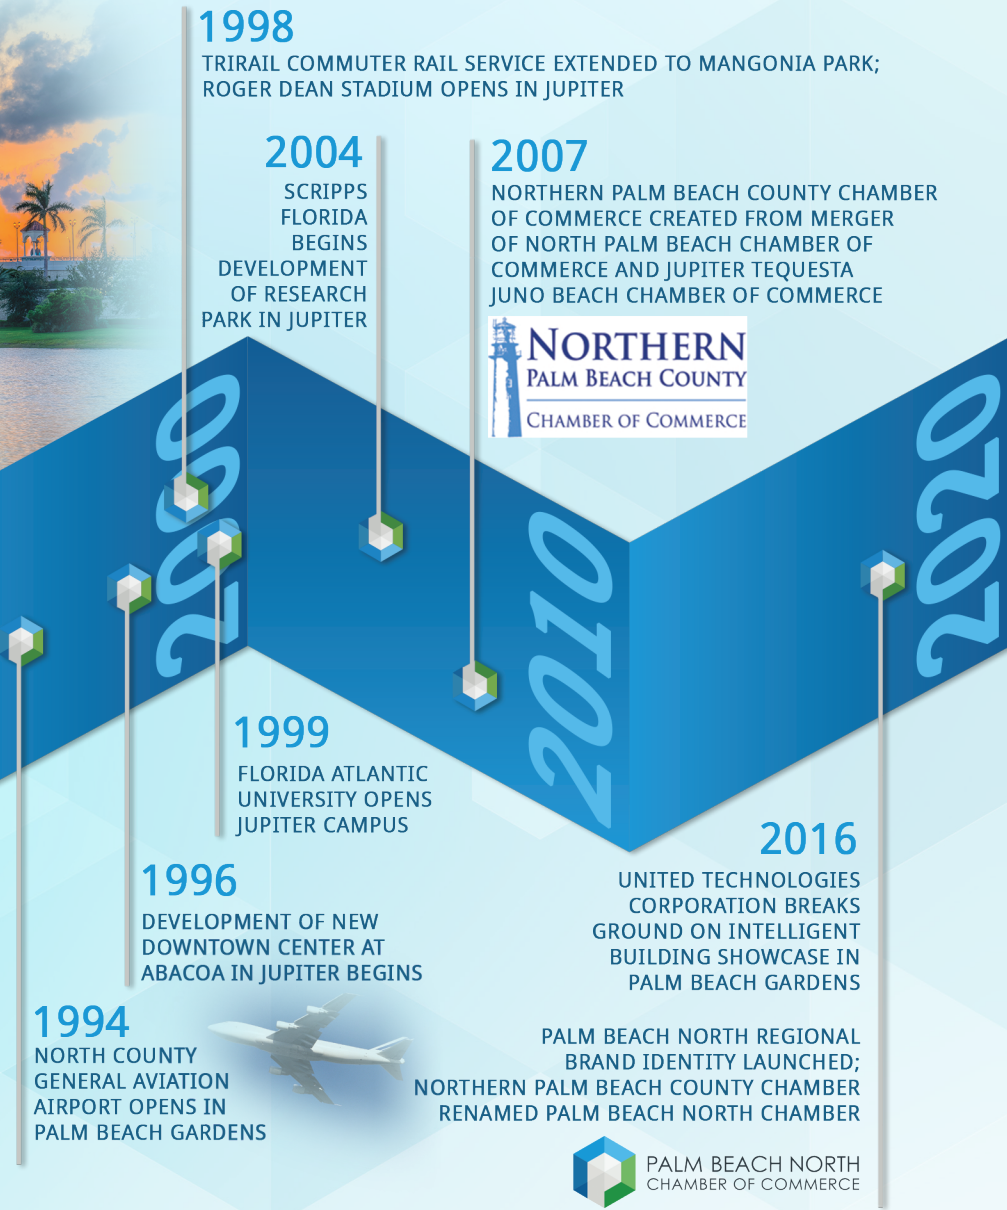 1998
TRIRAIL COMMUTER RAIL SERVICE EXTENDED TO MANGONIA PARK;
ROGER DEAN STADIUM OPENS IN JUPITER
2004
SCRIPPS
FLORIDA
BEGINS
DEVELOPMENT
OF RESEARCH
PARK IN JUPITER
2007
NORTHERN PALM BEACH COUNTY CHAMBER
OF COMMERCE CREATED FROM MERGER
OF NORTH PALM BEACH CHAMBER OF
COMMERCE AND JUPITER TEQUESTA
JUNO BEACH CHAMBER OF COMMERCE
NORTHERN
PALM BEACH COUNTY
CHAMBER OF COMMERCE
2000
2010
2020
1999
FLORIDA ATLANTIC
UNIVERSITY OPENS
JUPITER CAMPUS
1996
DEVELOPMENT OF NEW
DOWNTOWN CENTER AT
ABACOA IN JUPITER BEGINS
1994
NORTH COUNTY
GENERAL AVIATION
AIRPORT OPENS IN
PALM BEACH GARDENS
2016
UNITED TECHNOLOGIES
CORPORATION BREAKS
GROUND ON INTELLIGENT
BUILDING SHOWCASE IN
PALM BEACH GARDENS
PALM BEACH NORTH REGIONAL
BRAND IDENTITY LAUNCHED;
NORTHERN PALM BEACH COUNTY CHAMBER
RENAMED PALM BEACH NORTH CHAMBER
PALM BEACH NORTH
CHAMBER OF COMMERCE